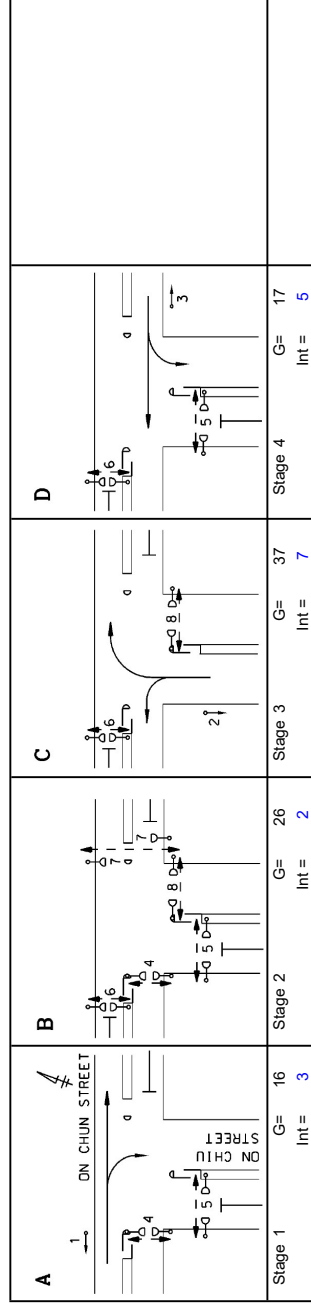 A
1
ON CHUN STREET
4
5
ON CHIU
STREET
Stage 1
G= 16
Int = 3
B
6
7
7
4
8
5
Stage 2
G= 26
Int = 2
C
6
8
2
Stage 3
G= 37
Int = 7
D
6
3
5
Stage 4
G= 17
Int = 5